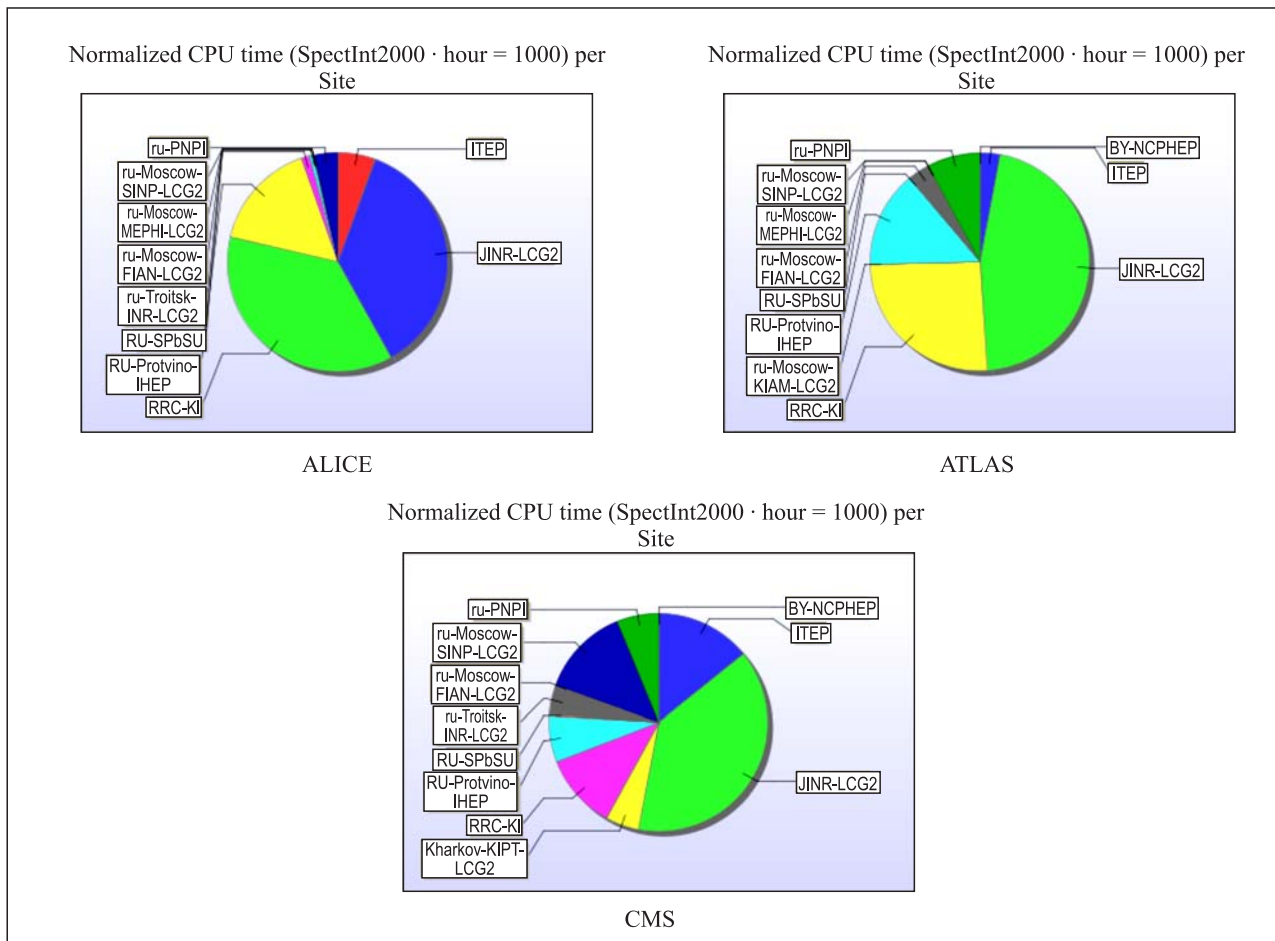 Normalized CPU time (SpectInt2000 · hour = 1000) per
Site
ru-PNPI
ru-Moscow-
SINP-LCG2
ru-Moscow-
MEPHI-LCG2
ru-Moscow-
FIAN-LCG2
ru-Troitsk-
INR-LCG2
RU-SPbSU
RU-Protvino-
IHEP
RRC-KI
ITEP
JINR-LCG2
ALICE
Normalized CPU time (SpectInt2000 · hour = 1000) per
Site
ru-PNPI
ru-Moscow-
SINP-LCG2
ru-Moscow-
MEPHI-LCG2
ru-Moscow-
FIAN-LCG2
RU-SPbSU
RU-Protvino-
IHEP
ru-Moscow-
KIAM-LCG2
RRC-KI
BY-NCPHEP
ITEP
JINR-LCG2
ATLAS
Normalized CPU time (SpectInt2000 · hour = 1000) per
Site
ru-PNPI
ru-Moscow-
SINP-LCG2
ru-Moscow-
FIAN-LCG2
ru-Troitsk-
INR-LCG2
RU-SPbSU
RU-Protvino-
IHEP
RRC-KI
Kharkov-KIPT-
LCG2
BY-NCPHEP
ITEP
JINR-LCG2
CMS